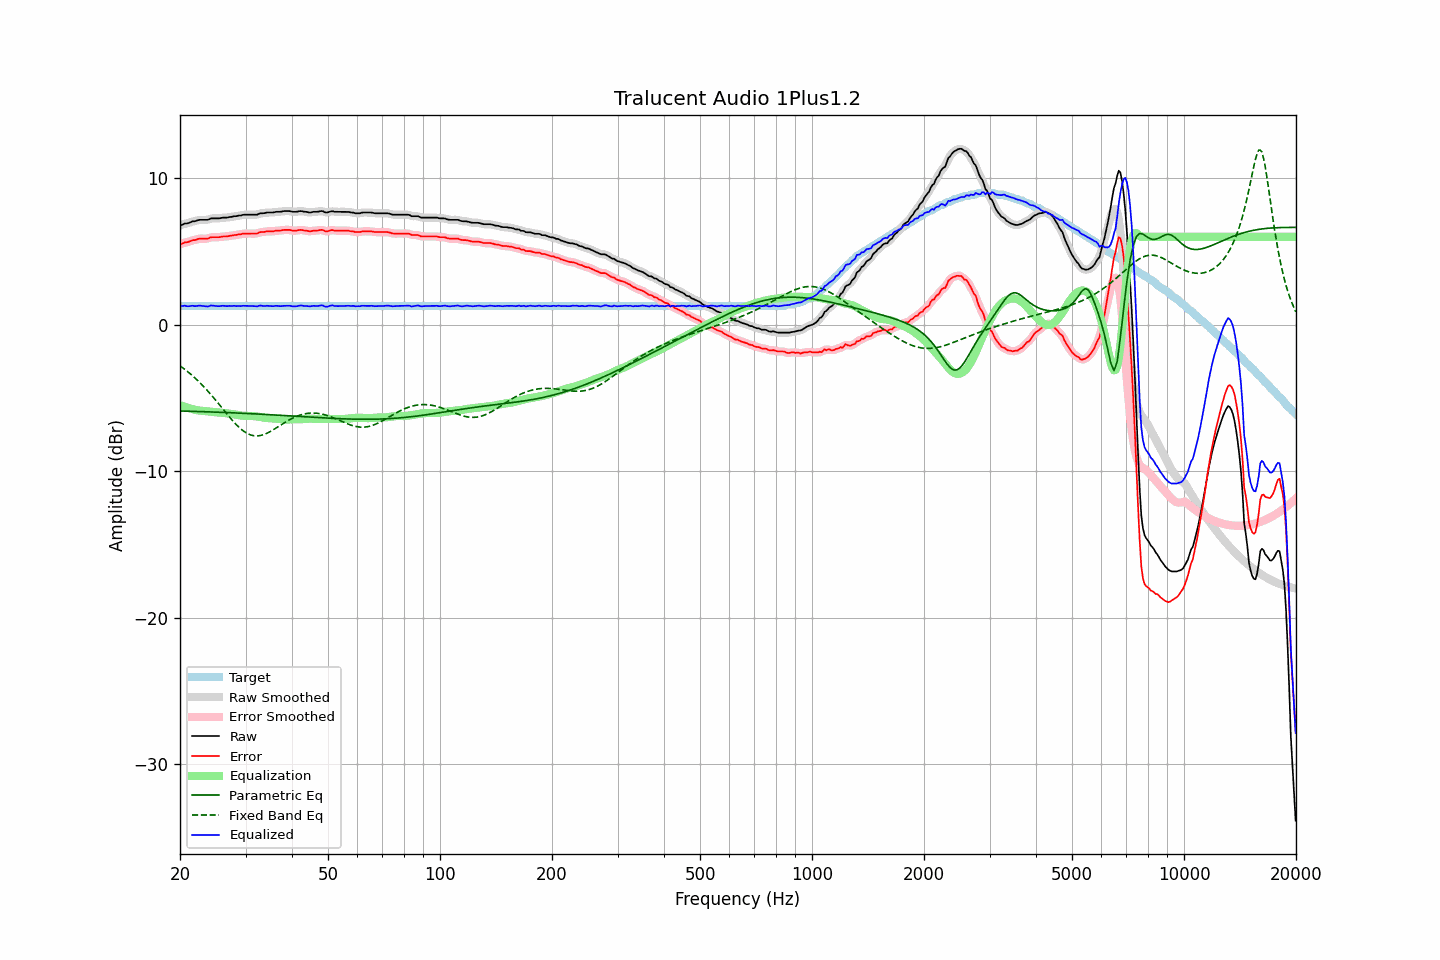 Tralucent Audio 1Plus1.2
Amplitude (dBr)
10
0
−10
−20
−30
Target
Raw Smoothed
Error Smoothed
Raw
Error
Equalization
Parametric Eq
Fixed Band Eq
Equalized
20 50 100 200 500 1000 2000 5000 10000 20000
Frequency (Hz)